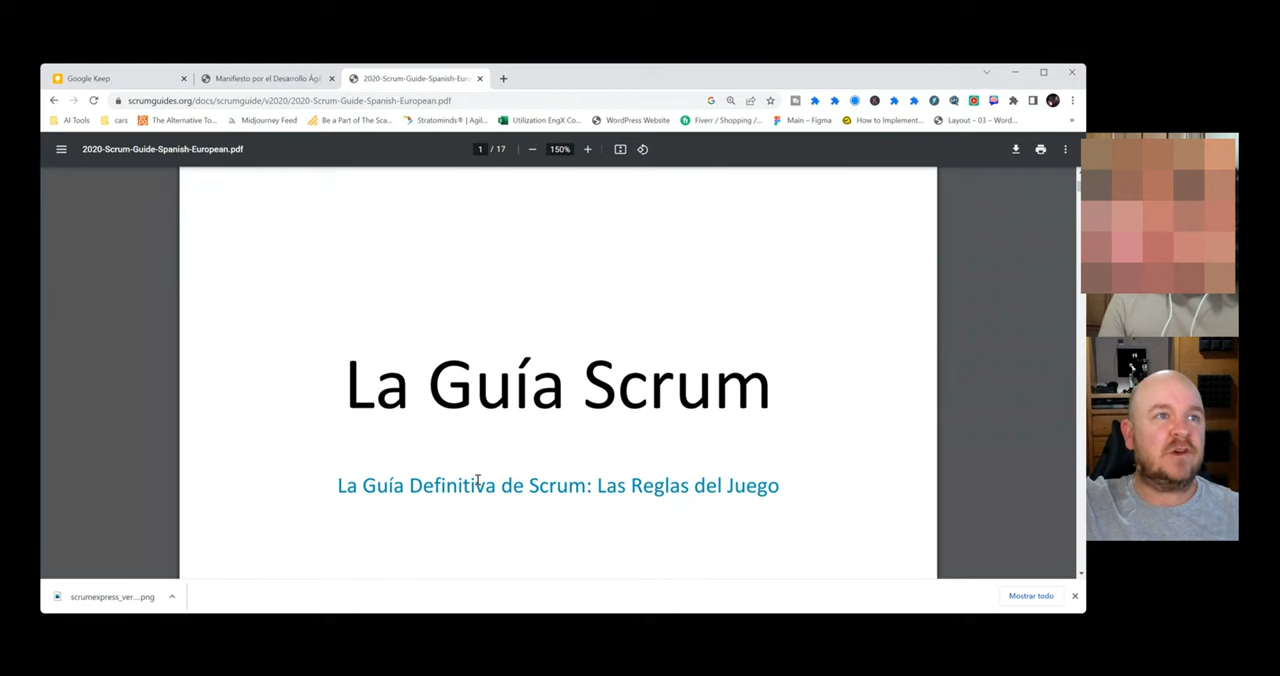 Google Keep
Manifiesto por el Desarrollo Ági
2020-Scrum-Guide-Spanish-Euro
scrumguides.org/docs/scrumguide/v2020/2020-Scrum-Guide-Spanish-European.pdf
AI Tools cars The Alternative To... Midjourney Feed Be a Part of The Sca... Stratominds® | Agil... Utilization EngX Co... WordPress Website Fiverr / Shopping /... Main – Figma How to Implement... Layout – 03 – Word... »
2020-Scrum-Guide-Spanish-European.pdf 1 / 17 150%
La Guía Scrum
La Guía Definitiva de Scrum: Las Reglas del Juego
scrumexpress_ver....png Mostrar todo